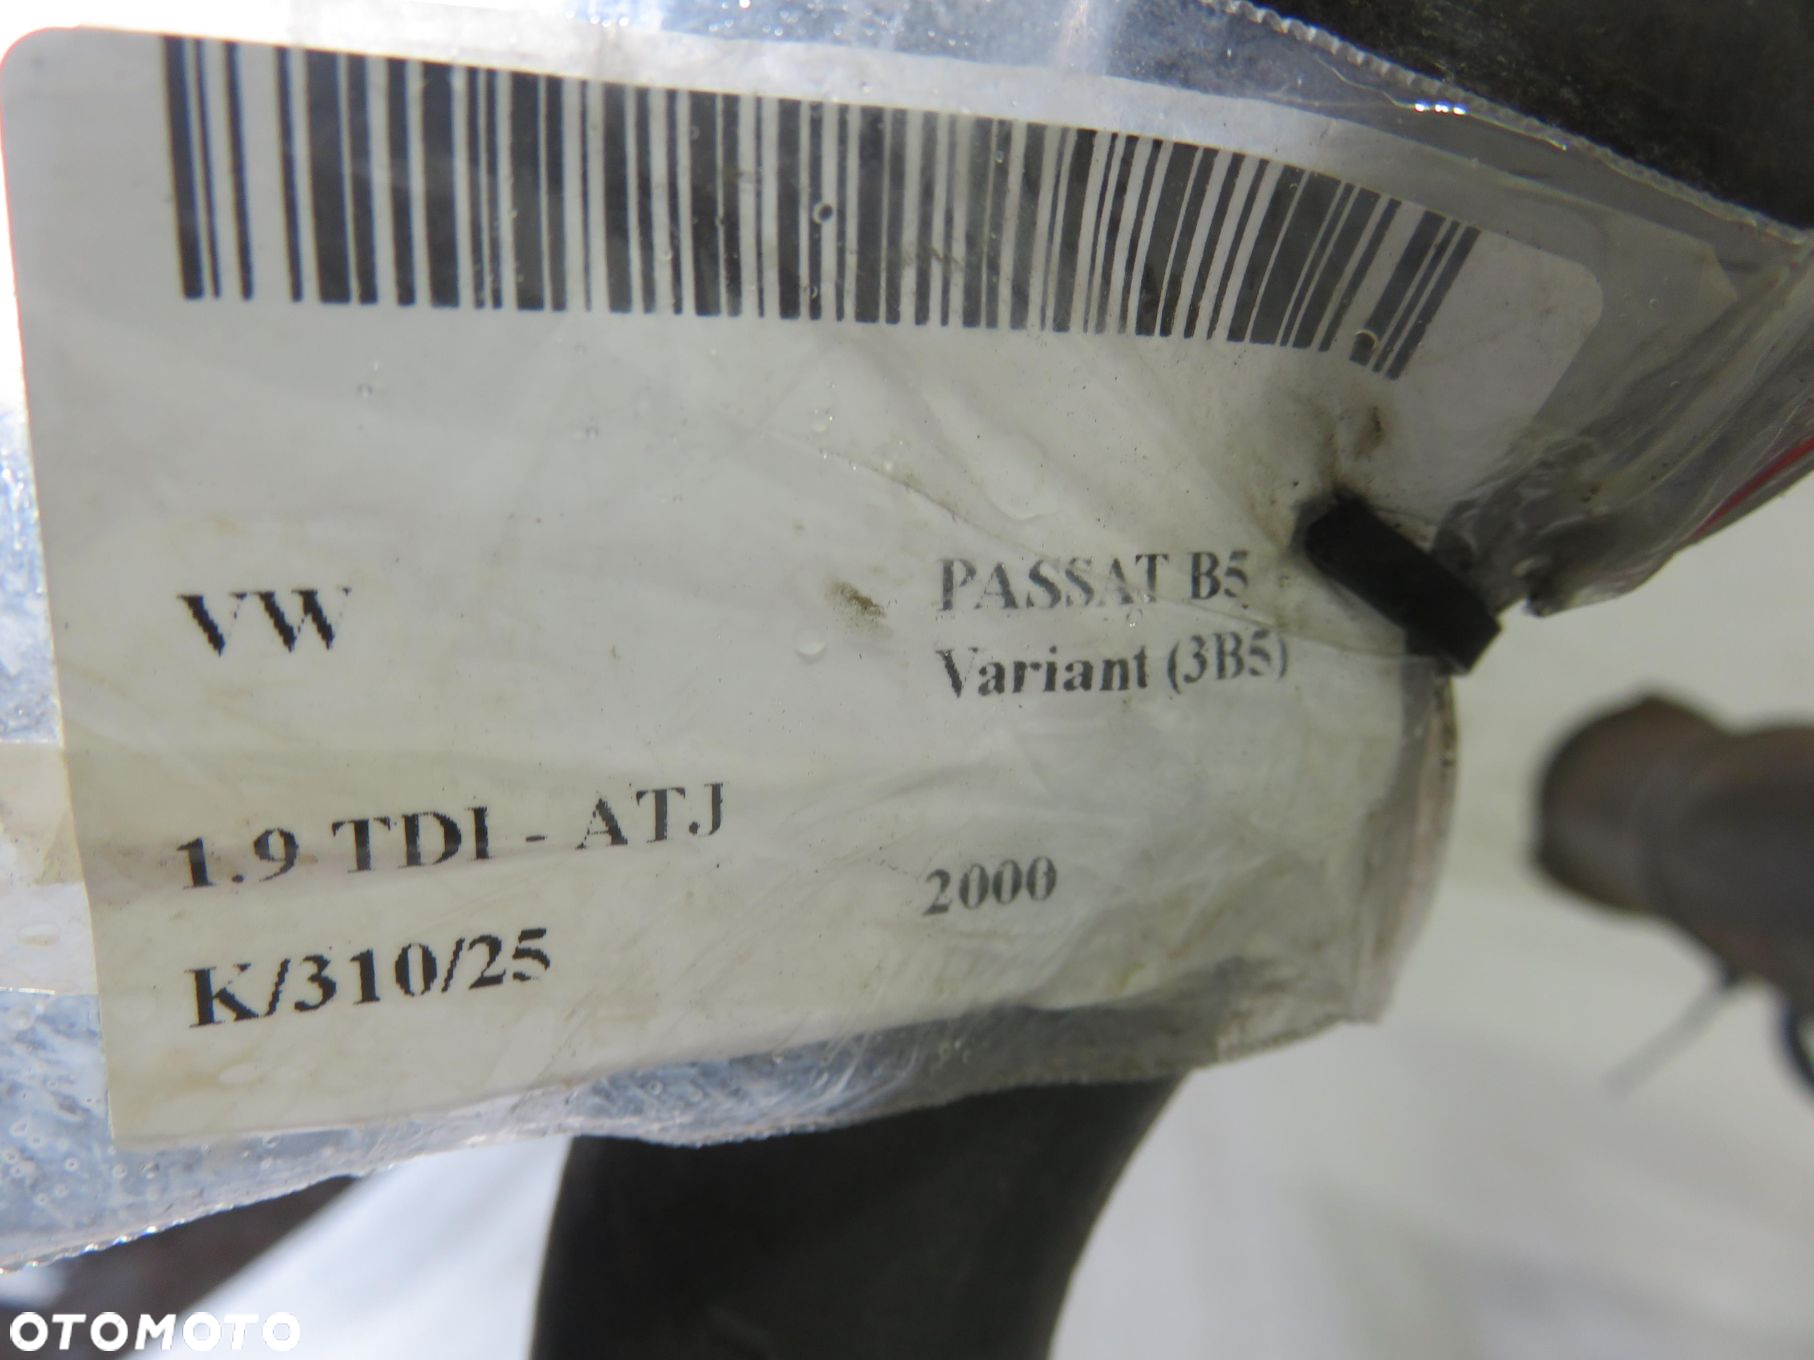 VW
PASSAT B5
Variant (3B5)
1.9 TDI - ATJ
2000
K/310/25
OTOMOTO